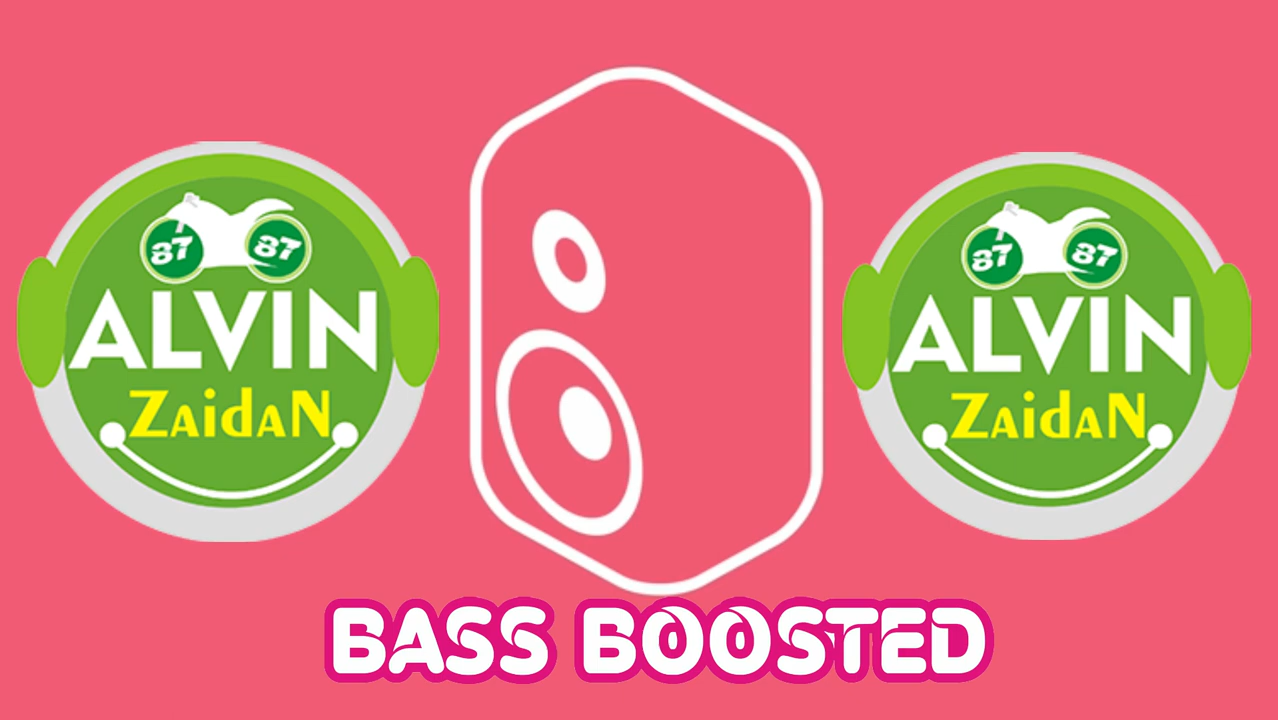 87 87
ALVIN
ZAidAN
87 87
ALVIN
ZAidAN
BASS BOOSTED